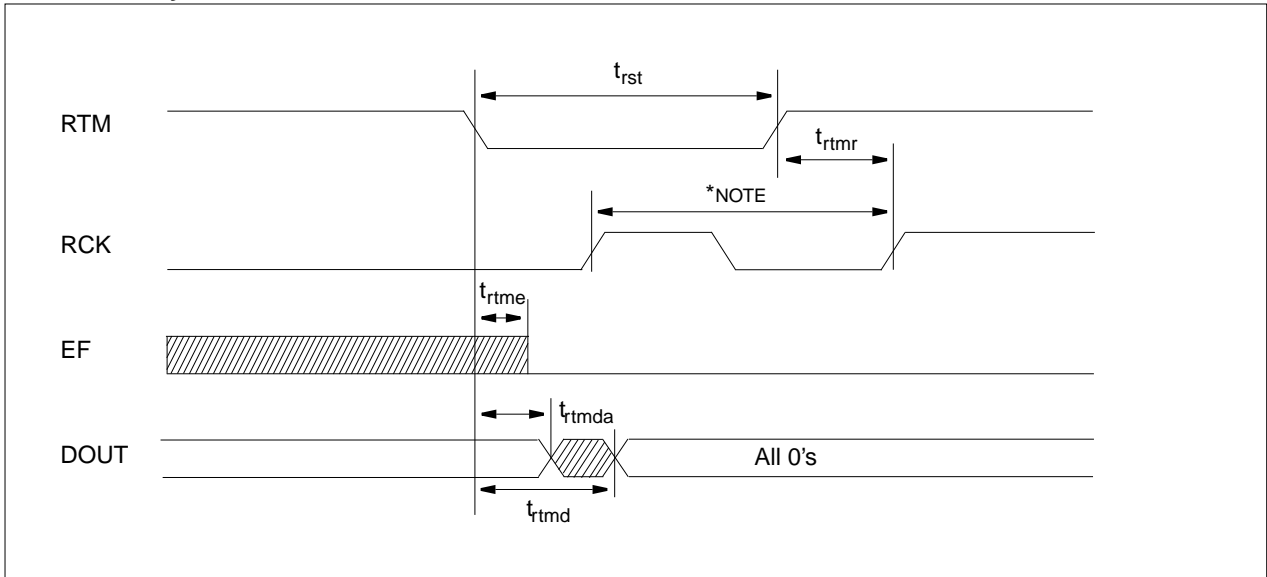 t_rst
RTM
t_rtmr
*NOTE
RCK
t_rtme
EF
t_rtmda
DOUT
All 0's
t_rtmd